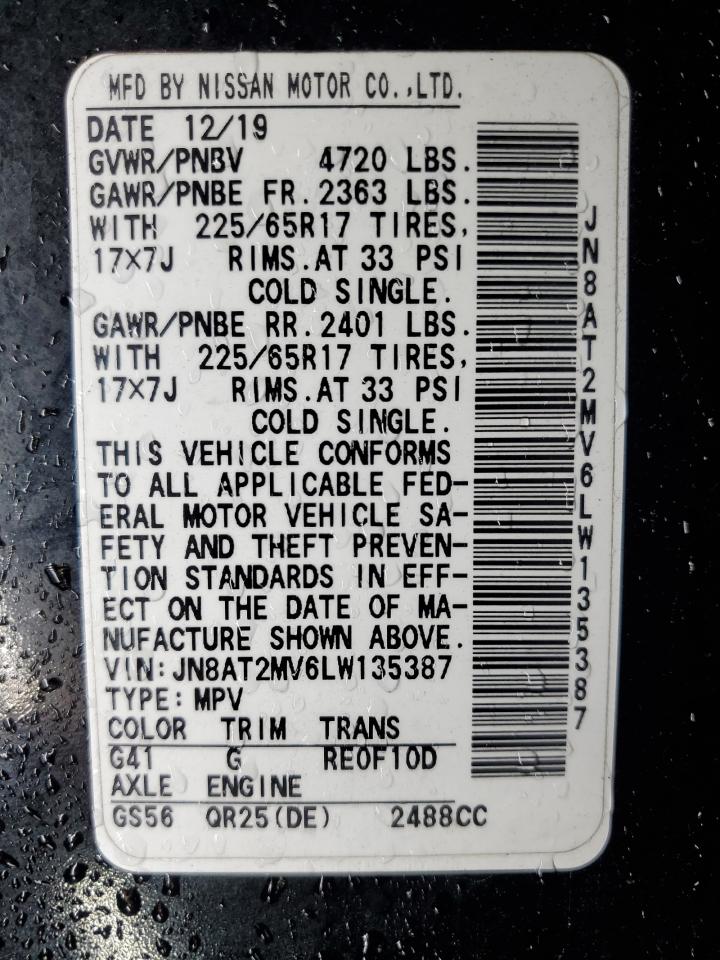 MFD BY NISSAN MOTOR CO.,LTD.
DATE 12/19
GVWR/PNBV 4720 LBS.
GAWR/PNBE FR. 2363 LBS.
WITH 225/65R17 TIRES,
17×7J RIMS.AT 33 PSI
COLD SINGLE.
GAWR/PNBE RR. 2401 LBS.
WITH 225/65R17 TIRES,
17×7J RIMS.AT 33 PSI
COLD SINGLE.
THIS VEHICLE CONFORMS
TO ALL APPLICABLE FED-
ERAL MOTOR VEHICLE SA-
FETY AND THEFT PREVEN-
TION STANDARDS IN EFF-
ECT ON THE DATE OF MA-
NUFACTURE SHOWN ABOVE.
VIN: JN8AT2MV6LW135387
TYPE: MPV
COLOR TRIM TRANS
G41 G RE0F10D
AXLE ENGINE
GS56 QR25(DE) 2488CC
JN8AT2MV6LW135387